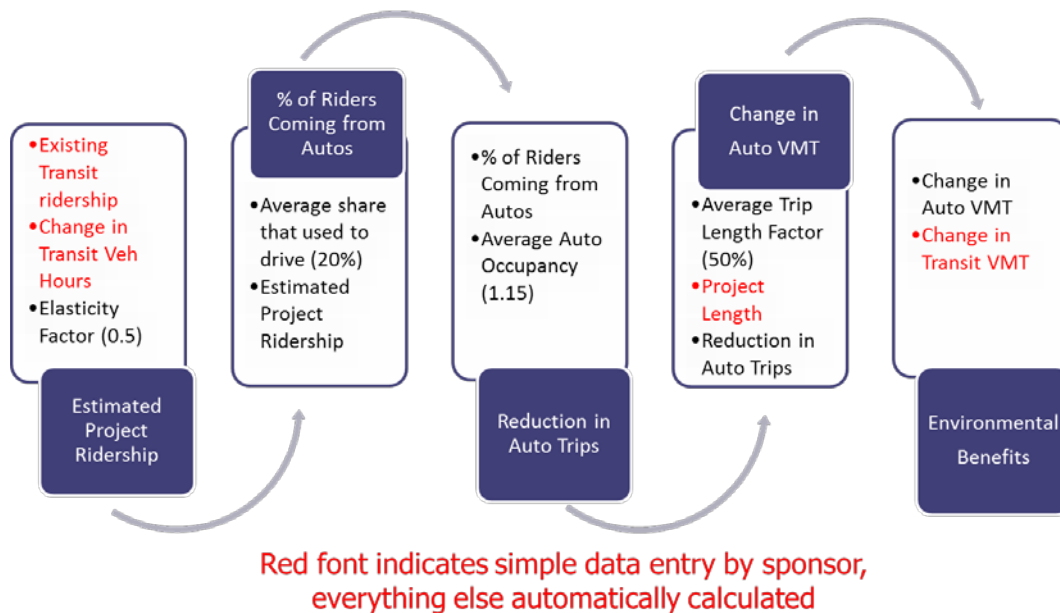 •Existing
Transit
ridership
•Change in
Transit Veh
Hours
•Elasticity
Factor (0.5)
Estimated
Project
Ridership
% of Riders
Coming from
Autos
•Average share
that used to
drive (20%)
•Estimated
Project
Ridership
•% of Riders
Coming from
Autos
•Average Auto
Occupancy
(1.15)
Reduction in
Auto Trips
Change in
Auto VMT
•Average Trip
Length Factor
(50%)
•Project
Length
•Reduction in
Auto Trips
•Change in
Auto VMT
•Change in
Transit VMT
Environmental
Benefits
Red font indicates simple data entry by sponsor,
everything else automatically calculated